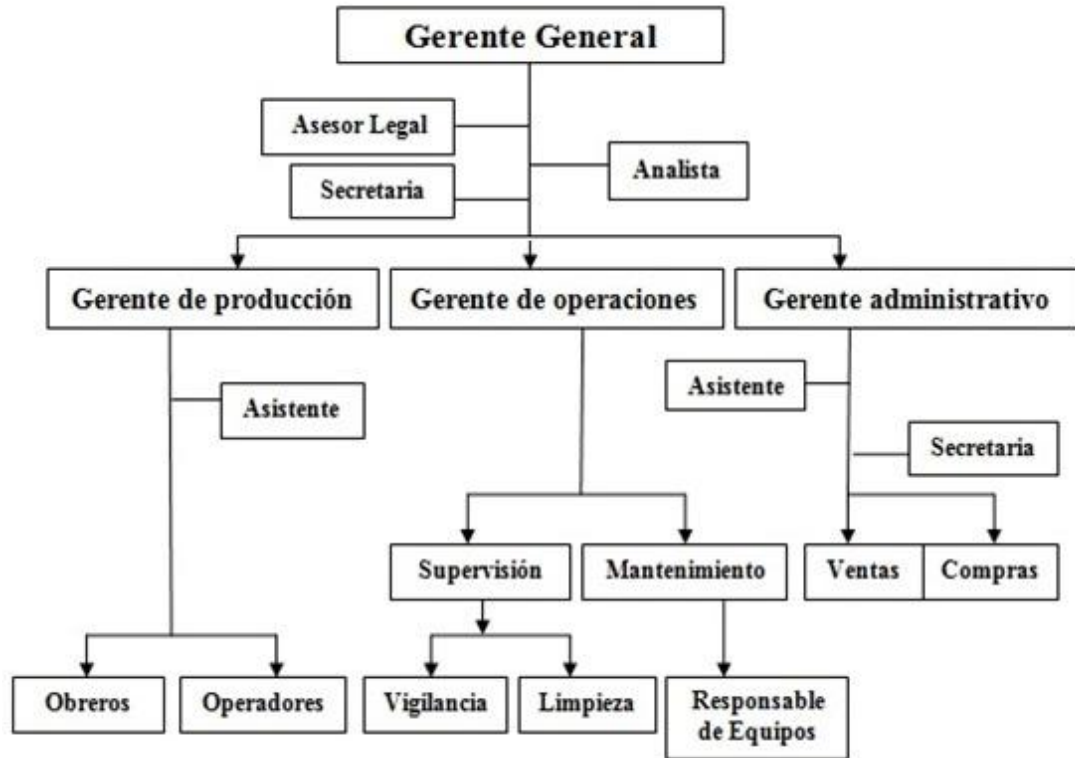 Gerente General
Asesor Legal
Analista
Secretaria
Gerente de producción
Gerente de operaciones
Gerente administrativo
Asistente
Asistente
Secretaria
Supervisión
Mantenimiento
Ventas
Compras
Obreros
Operadores
Vigilancia
Limpieza
Responsable
de Equipos